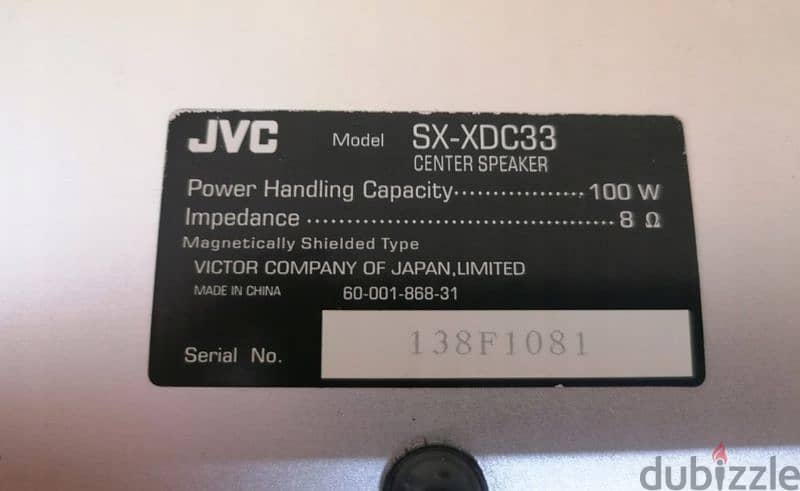 JVC Model SX-XDC33
CENTER SPEAKER
Power Handling Capacity·················100 W
Impedance ············································8 Ω
Magnetically Shielded Type
VICTOR COMPANY OF JAPAN,LIMITED
MADE IN CHINA 60-001-868-31
Serial No. 138F1081
dubizzle